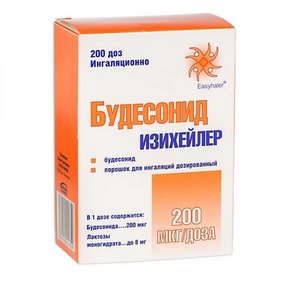 200 доз
Ингаляционно
Easyhaler®
БУДЕСОНИД
ИЗИХЕЙЛЕР
будесонид
порошок для ингаляций дозированный
В 1 дозе содержится:
Будесонида....200 мкг
Лактозы
моногидрата...до 8 мг
200
МКГ/ДОЗА